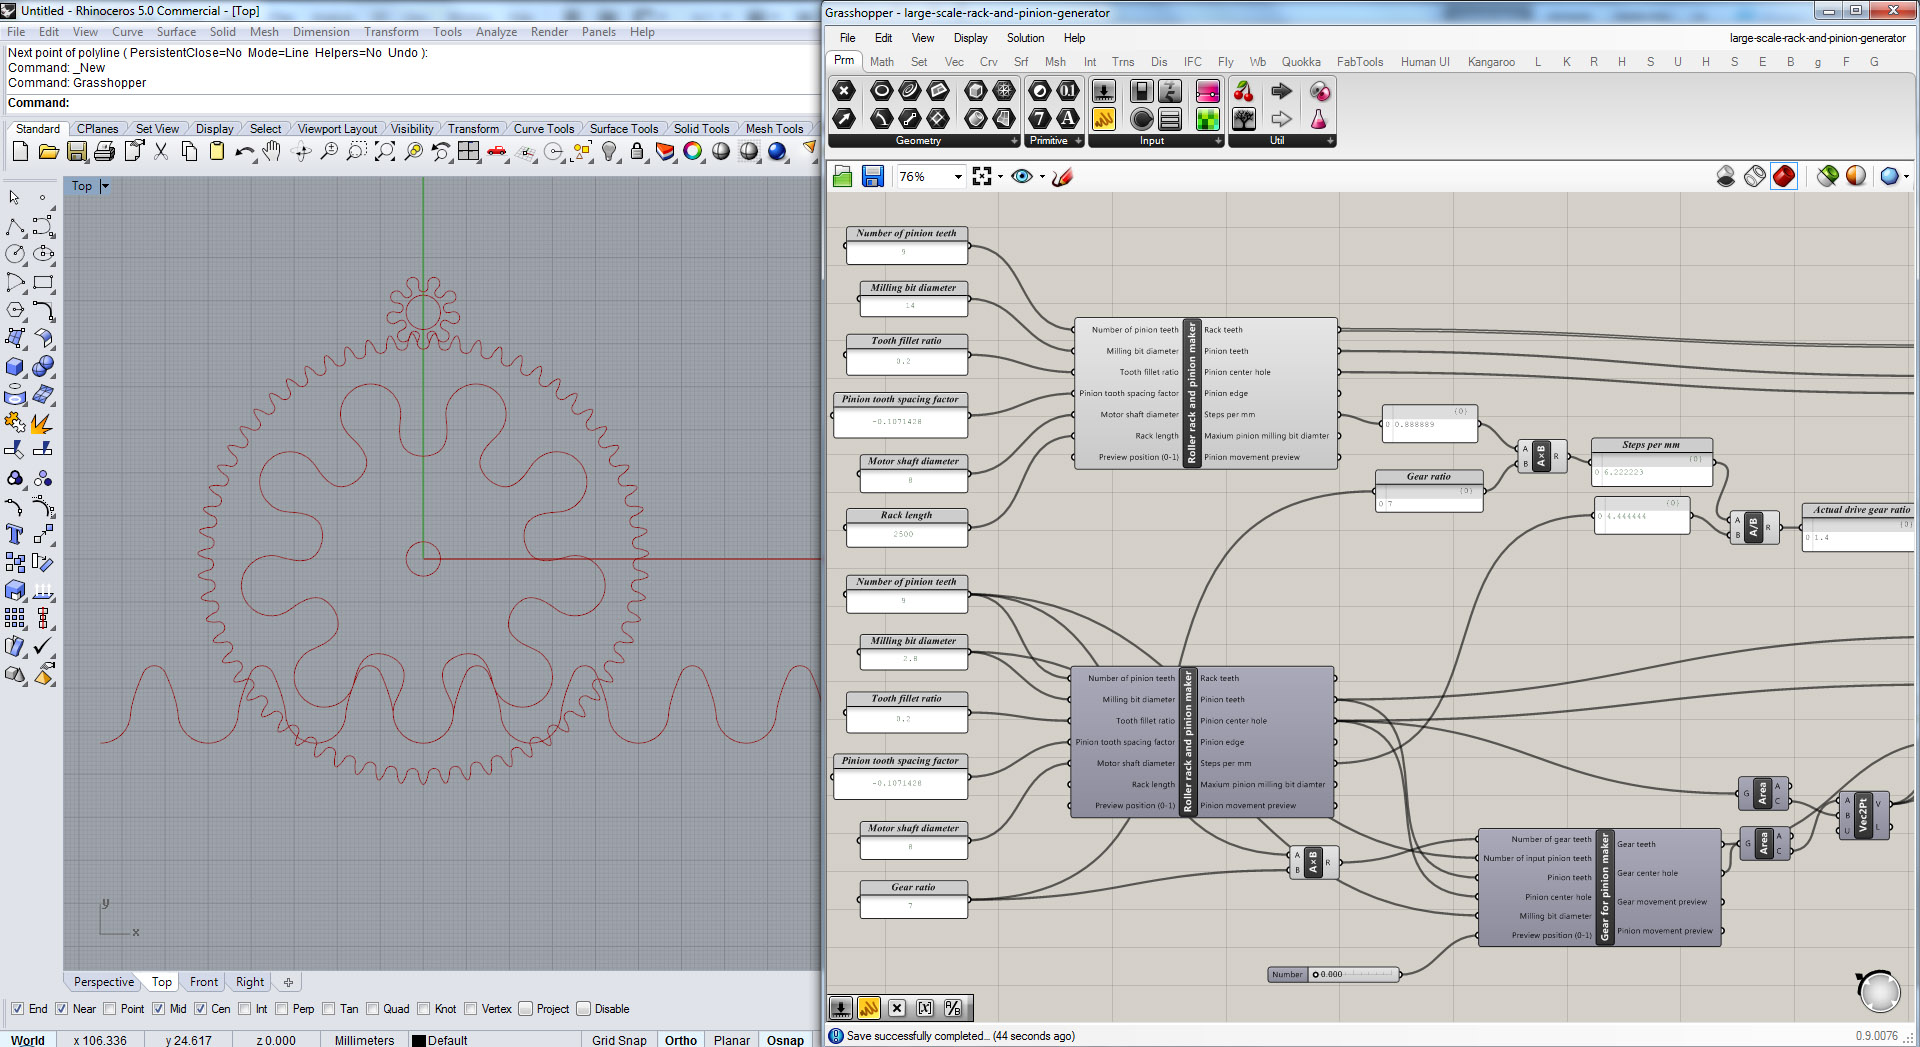 Untitled - Rhinoceros 5.0 Commercial - [Top]
File Edit View Curve Surface Solid Mesh Dimension Transform Tools Analyze Render Panels Help
Next point of polyline ( PersistentClose=No Mode=Line Helpers=No Undo ):
Command: _New
Command: Grasshopper
Command:
Standard CPlanes Set View Display Select Viewport Layout Visibility Transform Curve Tools Surface Tools Solid Tools Mesh Tools
Top
y
x
Perspective Top Front Right
End Near Point Mid Cen Int Perp Tan Quad Knot Vertex Project Disable
World x 106.336 y 24.617 z 0.000 Millimeters Default Grid Snap Ortho Planar Osnap
Grasshopper - large-scale-rack-and-pinion-generator
File Edit View Display Solution Help
large-scale-rack-and-pinion-generator
Prm Math Set Vec Crv Srf Msh Int Trns Dis IFC Fly Wb Quokka FabTools Human UI Kangaroo L K R H S U M H S E B g F G
Geometry Primitive Input Util
76%
Number of pinion teeth
9
Milling bit diameter
14
Tooth fillet ratio
0.2
Pinion tooth spacing factor
-0.1071428
Motor shaft diameter
8
Rack length
2500
Number of pinion teeth
Milling bit diameter
Tooth fillet ratio
Pinion tooth spacing factor
Motor shaft diameter
Rack length
Preview position (0-1)
Roller rack and pinion maker
Rack teeth
Pinion teeth
Pinion center hole
Pinion edge
Steps per mm
Maxium pinion milling bit diamter
Pinion movement preview
{0}
0 0.888889
Gear ratio
{0}
0 7
A
B
A×B
R
Steps per mm
{0}
0 6.222223
{0}
0 4.444444
A
B
A/B
R
Actual drive gear ratio
{0}
0 1.4
Number of pinion teeth
9
Milling bit diameter
2.8
Tooth fillet ratio
0.2
Pinion tooth spacing factor
-0.1071428
Motor shaft diameter
8
Gear ratio
7
Number of pinion teeth
Milling bit diameter
Tooth fillet ratio
Pinion tooth spacing factor
Motor shaft diameter
Rack length
Preview position (0-1)
Roller rack and pinion maker
Rack teeth
Pinion teeth
Pinion center hole
Pinion edge
Steps per mm
Maxium pinion milling bit diamter
Pinion movement preview
A
B
A×B
R
Number of gear teeth
Number of input pinion teeth
Pinion teeth
Pinion center hole
Milling bit diameter
Preview position (0-1)
Gear for pinion maker
Gear teeth
Gear center hole
Gear movement preview
Pinion movement preview
G Area A C
G Area A C
A B U Vec2Pt V L
Number 0.000
Save successfully completed... (44 seconds ago)
0.9.0076